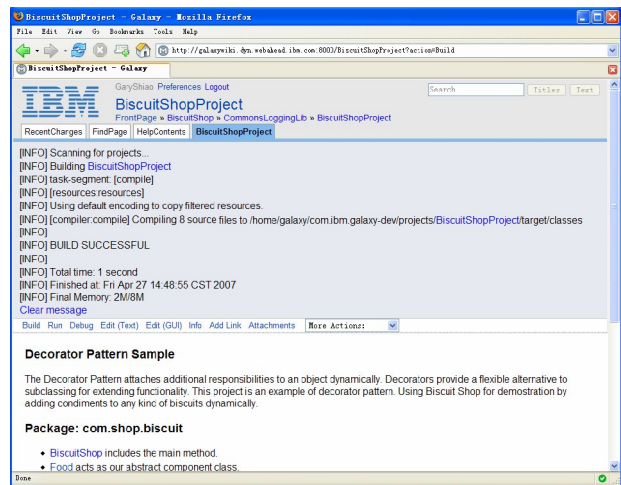 BiscuitShopProject - Galaxy - Mozilla Firefox
File Edit View Go Bookmarks Tools Help
http://galaxywiki.dyn.webahead.ibm.com:8003/BiscuitShopProject?action=Build
BiscuitShopProject - Galaxy
IBM
GaryShiao Preferences Logout
Search Titles Text
BiscuitShopProject
FrontPage » BiscuitShop » CommonsLoggingLib » BiscuitShopProject
RecentCharges FindPage HelpContents BiscuitShopProject
[INFO] Scanning for projects...
[INFO] Building BiscuitShopProject
[INFO] task-segment: [compile]
[INFO] [resources:resources]
[INFO] Using default encoding to copy filtered resources.
[INFO] [compiler:compile] Compiling 8 source files to /home/galaxy/com.ibm.galaxy-dev/projects/BiscuitShopProject/target/classes
[INFO]
[INFO] BUILD SUCCESSFUL
[INFO]
[INFO] Total time: 1 second
[INFO] Finished at: Fri Apr 27 14:48:55 CST 2007
[INFO] Final Memory: 2M/8M
Clear message
Build Run Debug Edit (Text) Edit (GUI) Info Add Link Attachments More Actions:
Decorator Pattern Sample
The Decorator Pattern attaches additional responsibilities to an object dynamically. Decorators provide a flexible alternative to
subclassing for extending functionality. This project is an example of decorator pattern. Using Biscuit Shop for demostration by
adding condiments to any kind of biscuits dynamically.
Package: com.shop.biscuit
BiscuitShop includes the main method.
Food acts as our abstract component class.
Done